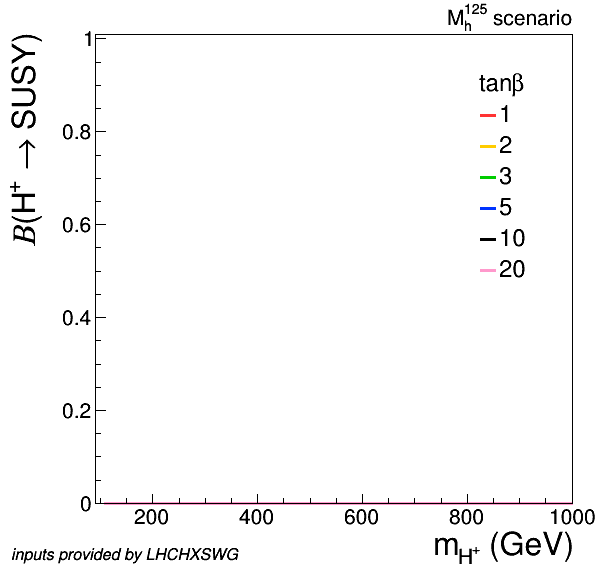 M_h^125 scenario
B(H⁺ → SUSY)
1
0.8
0.6
0.4
0.2
0
tanβ
1
2
3
5
10
20
200 400 600 800 1000
m_H⁺ (GeV)
inputs provided by LHCHXSWG